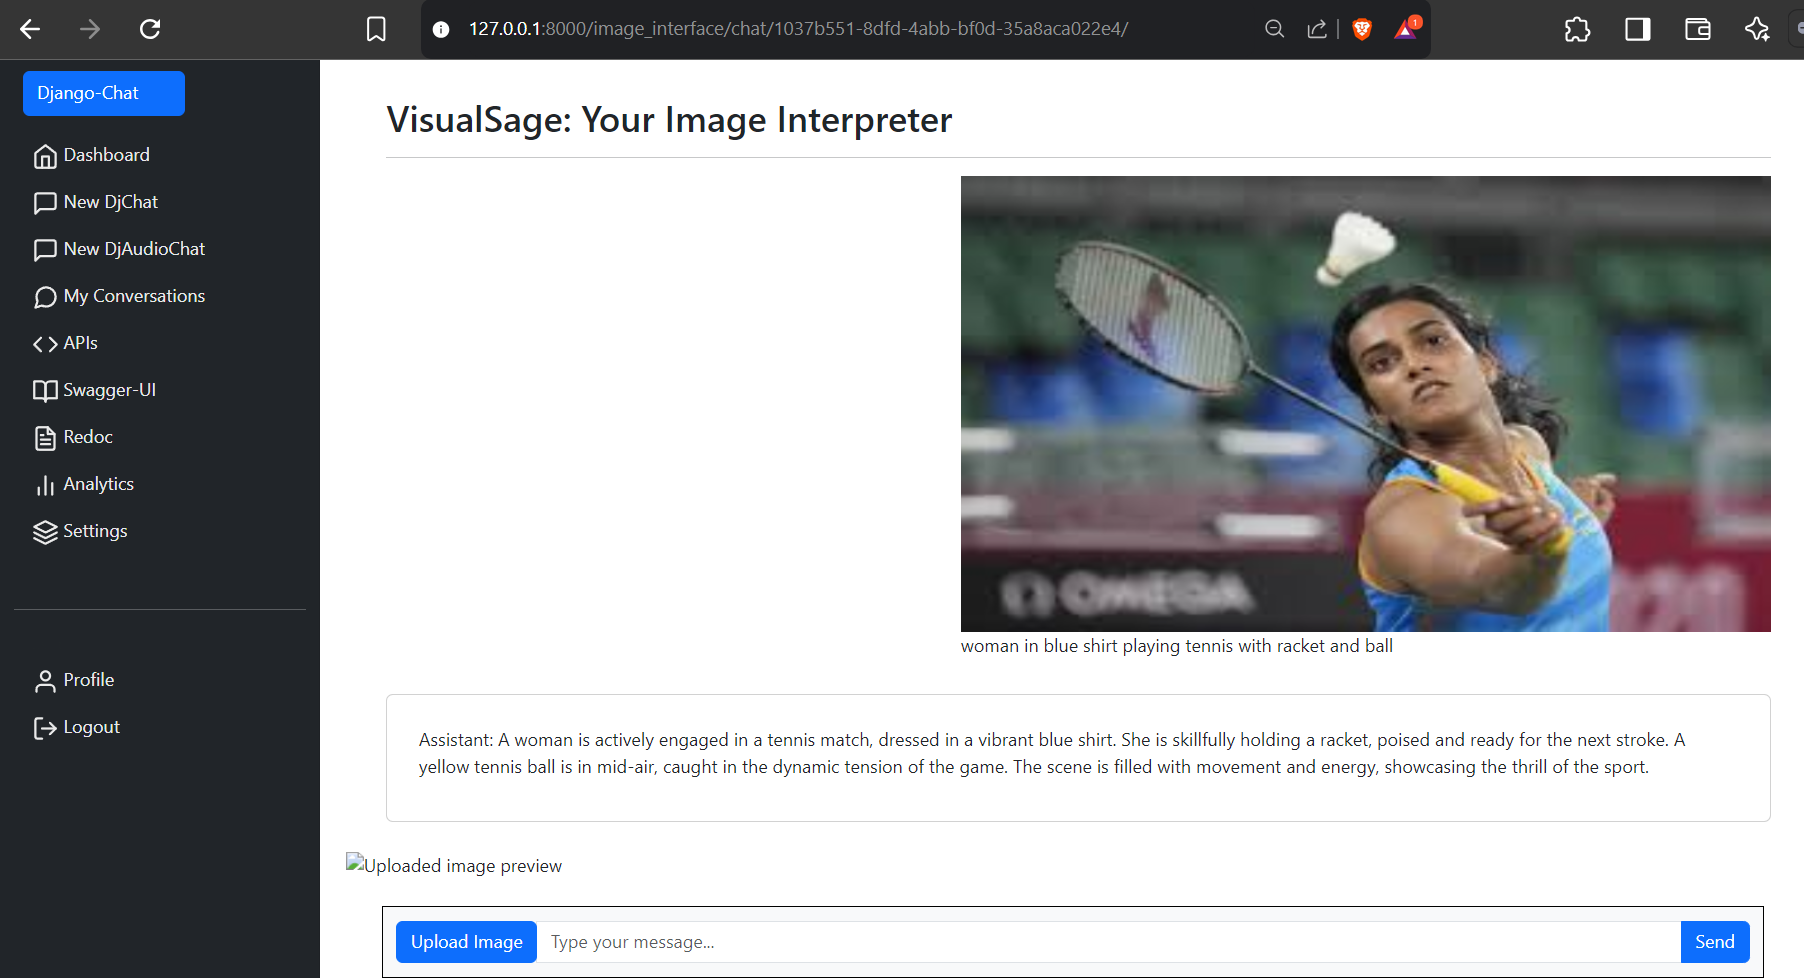 127.0.0.1:8000/image_interface/chat/1037b551-8dfd-4abb-bf0d-35a8aca022e4/
1
Django-Chat
Dashboard
New DjChat
New DjAudioChat
My Conversations
APIs
Swagger-UI
Redoc
Analytics
Settings
Profile
Logout
VisualSage: Your Image Interpreter
OMEGA
woman in blue shirt playing tennis with racket and ball
Assistant: A woman is actively engaged in a tennis match, dressed in a vibrant blue shirt. She is skillfully holding a racket, poised and ready for the next stroke. A
yellow tennis ball is in mid-air, caught in the dynamic tension of the game. The scene is filled with movement and energy, showcasing the thrill of the sport.
Uploaded image preview
Upload Image
Type your message...
Send